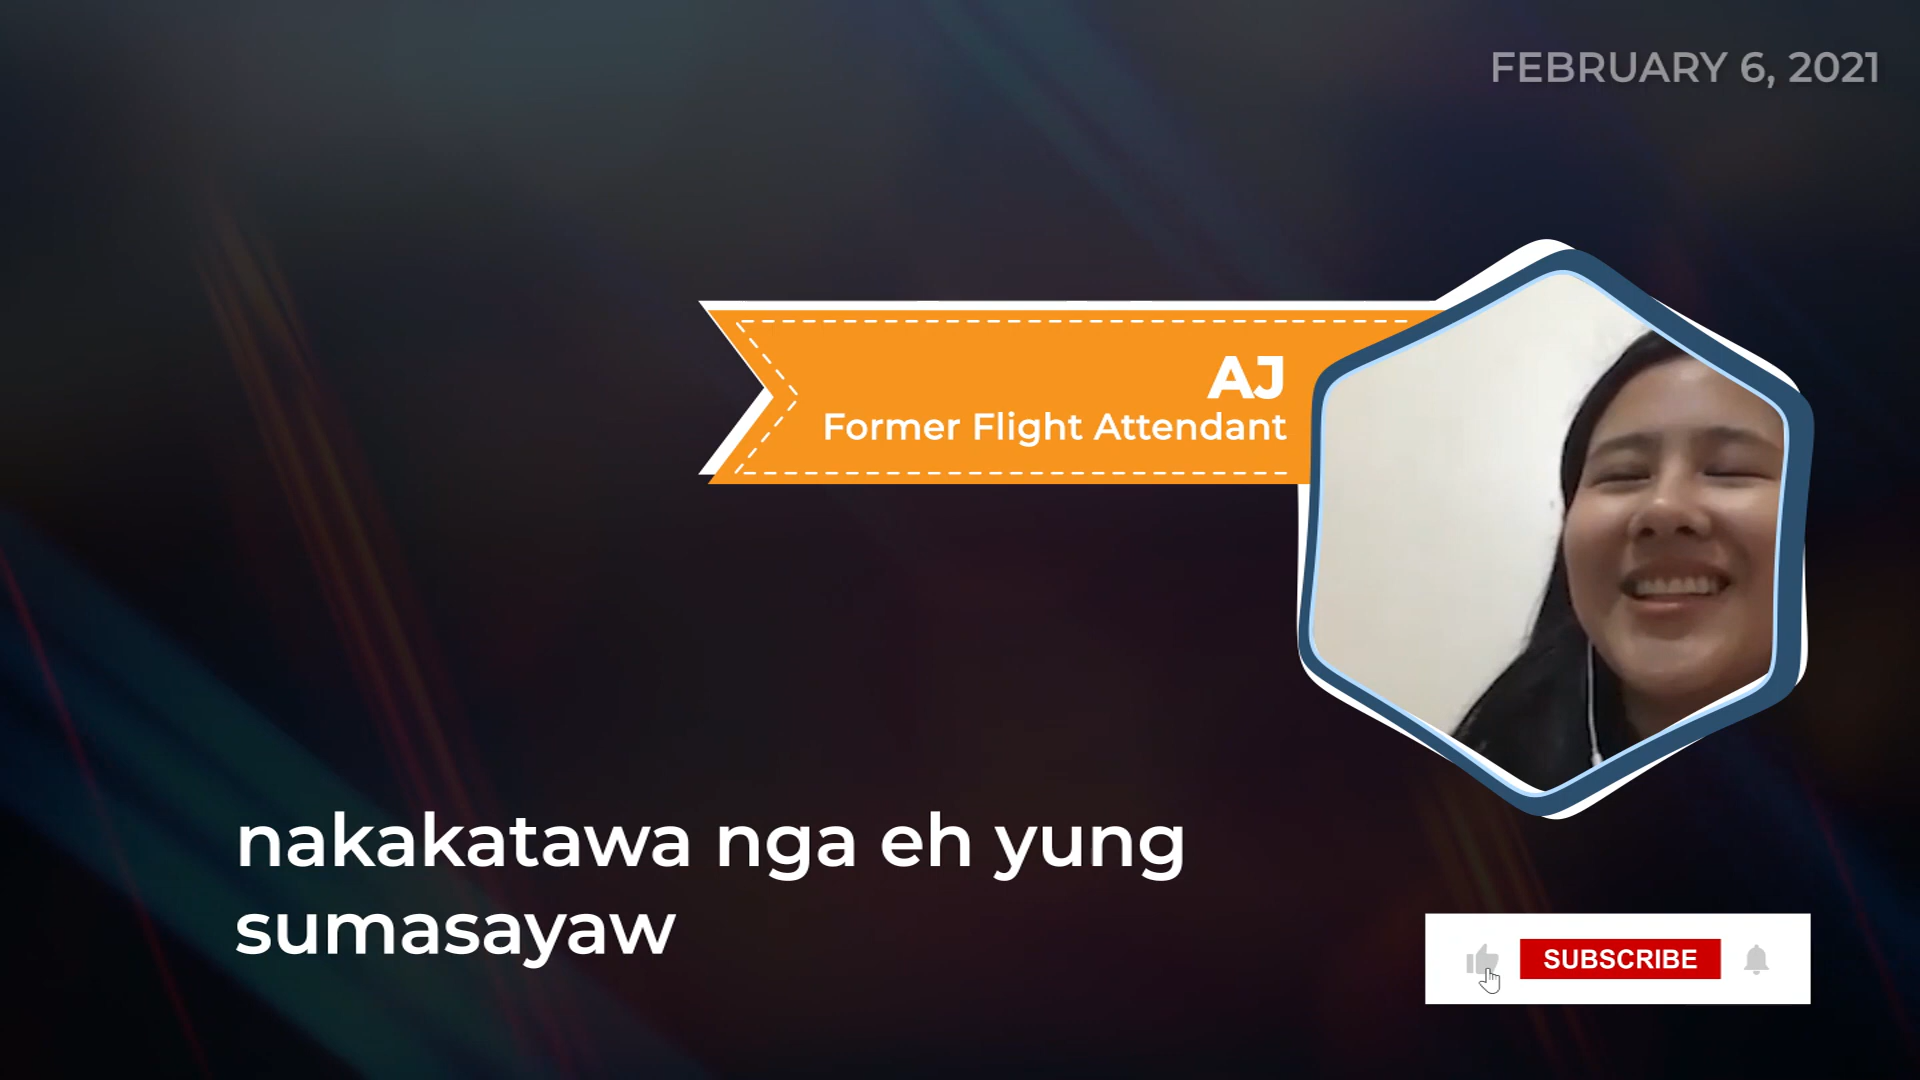 FEBRUARY 6, 2021
AJ
Former Flight Attendant
nakakatawa nga eh yung
sumasayaw
SUBSCRIBE